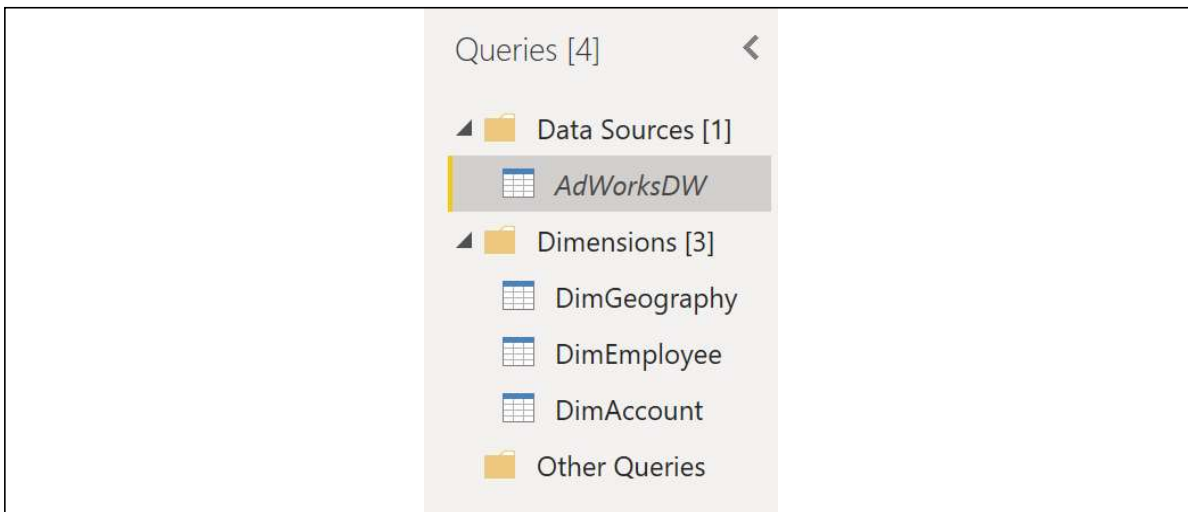 Queries [4]
Data Sources [1]
AdWorksDW
Dimensions [3]
DimGeography
DimEmployee
DimAccount
Other Queries